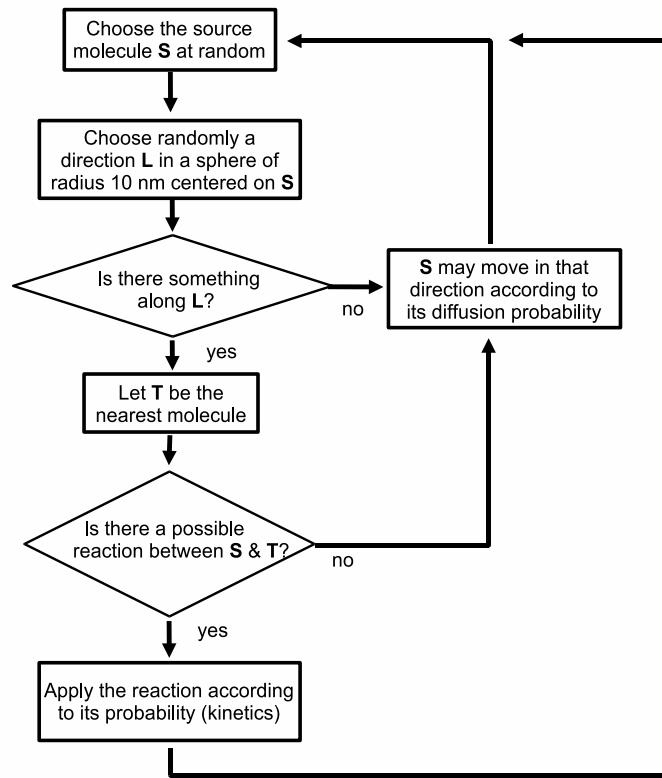 Choose the source
molecule S at random
Choose randomly a
direction L in a sphere of
radius 10 nm centered on S
Is there something
along L?
no
S may move in that
direction according to
its diffusion probability
yes
Let T be the
nearest molecule
Is there a possible
reaction between S & T?
no
yes
Apply the reaction according
to its probability (kinetics)